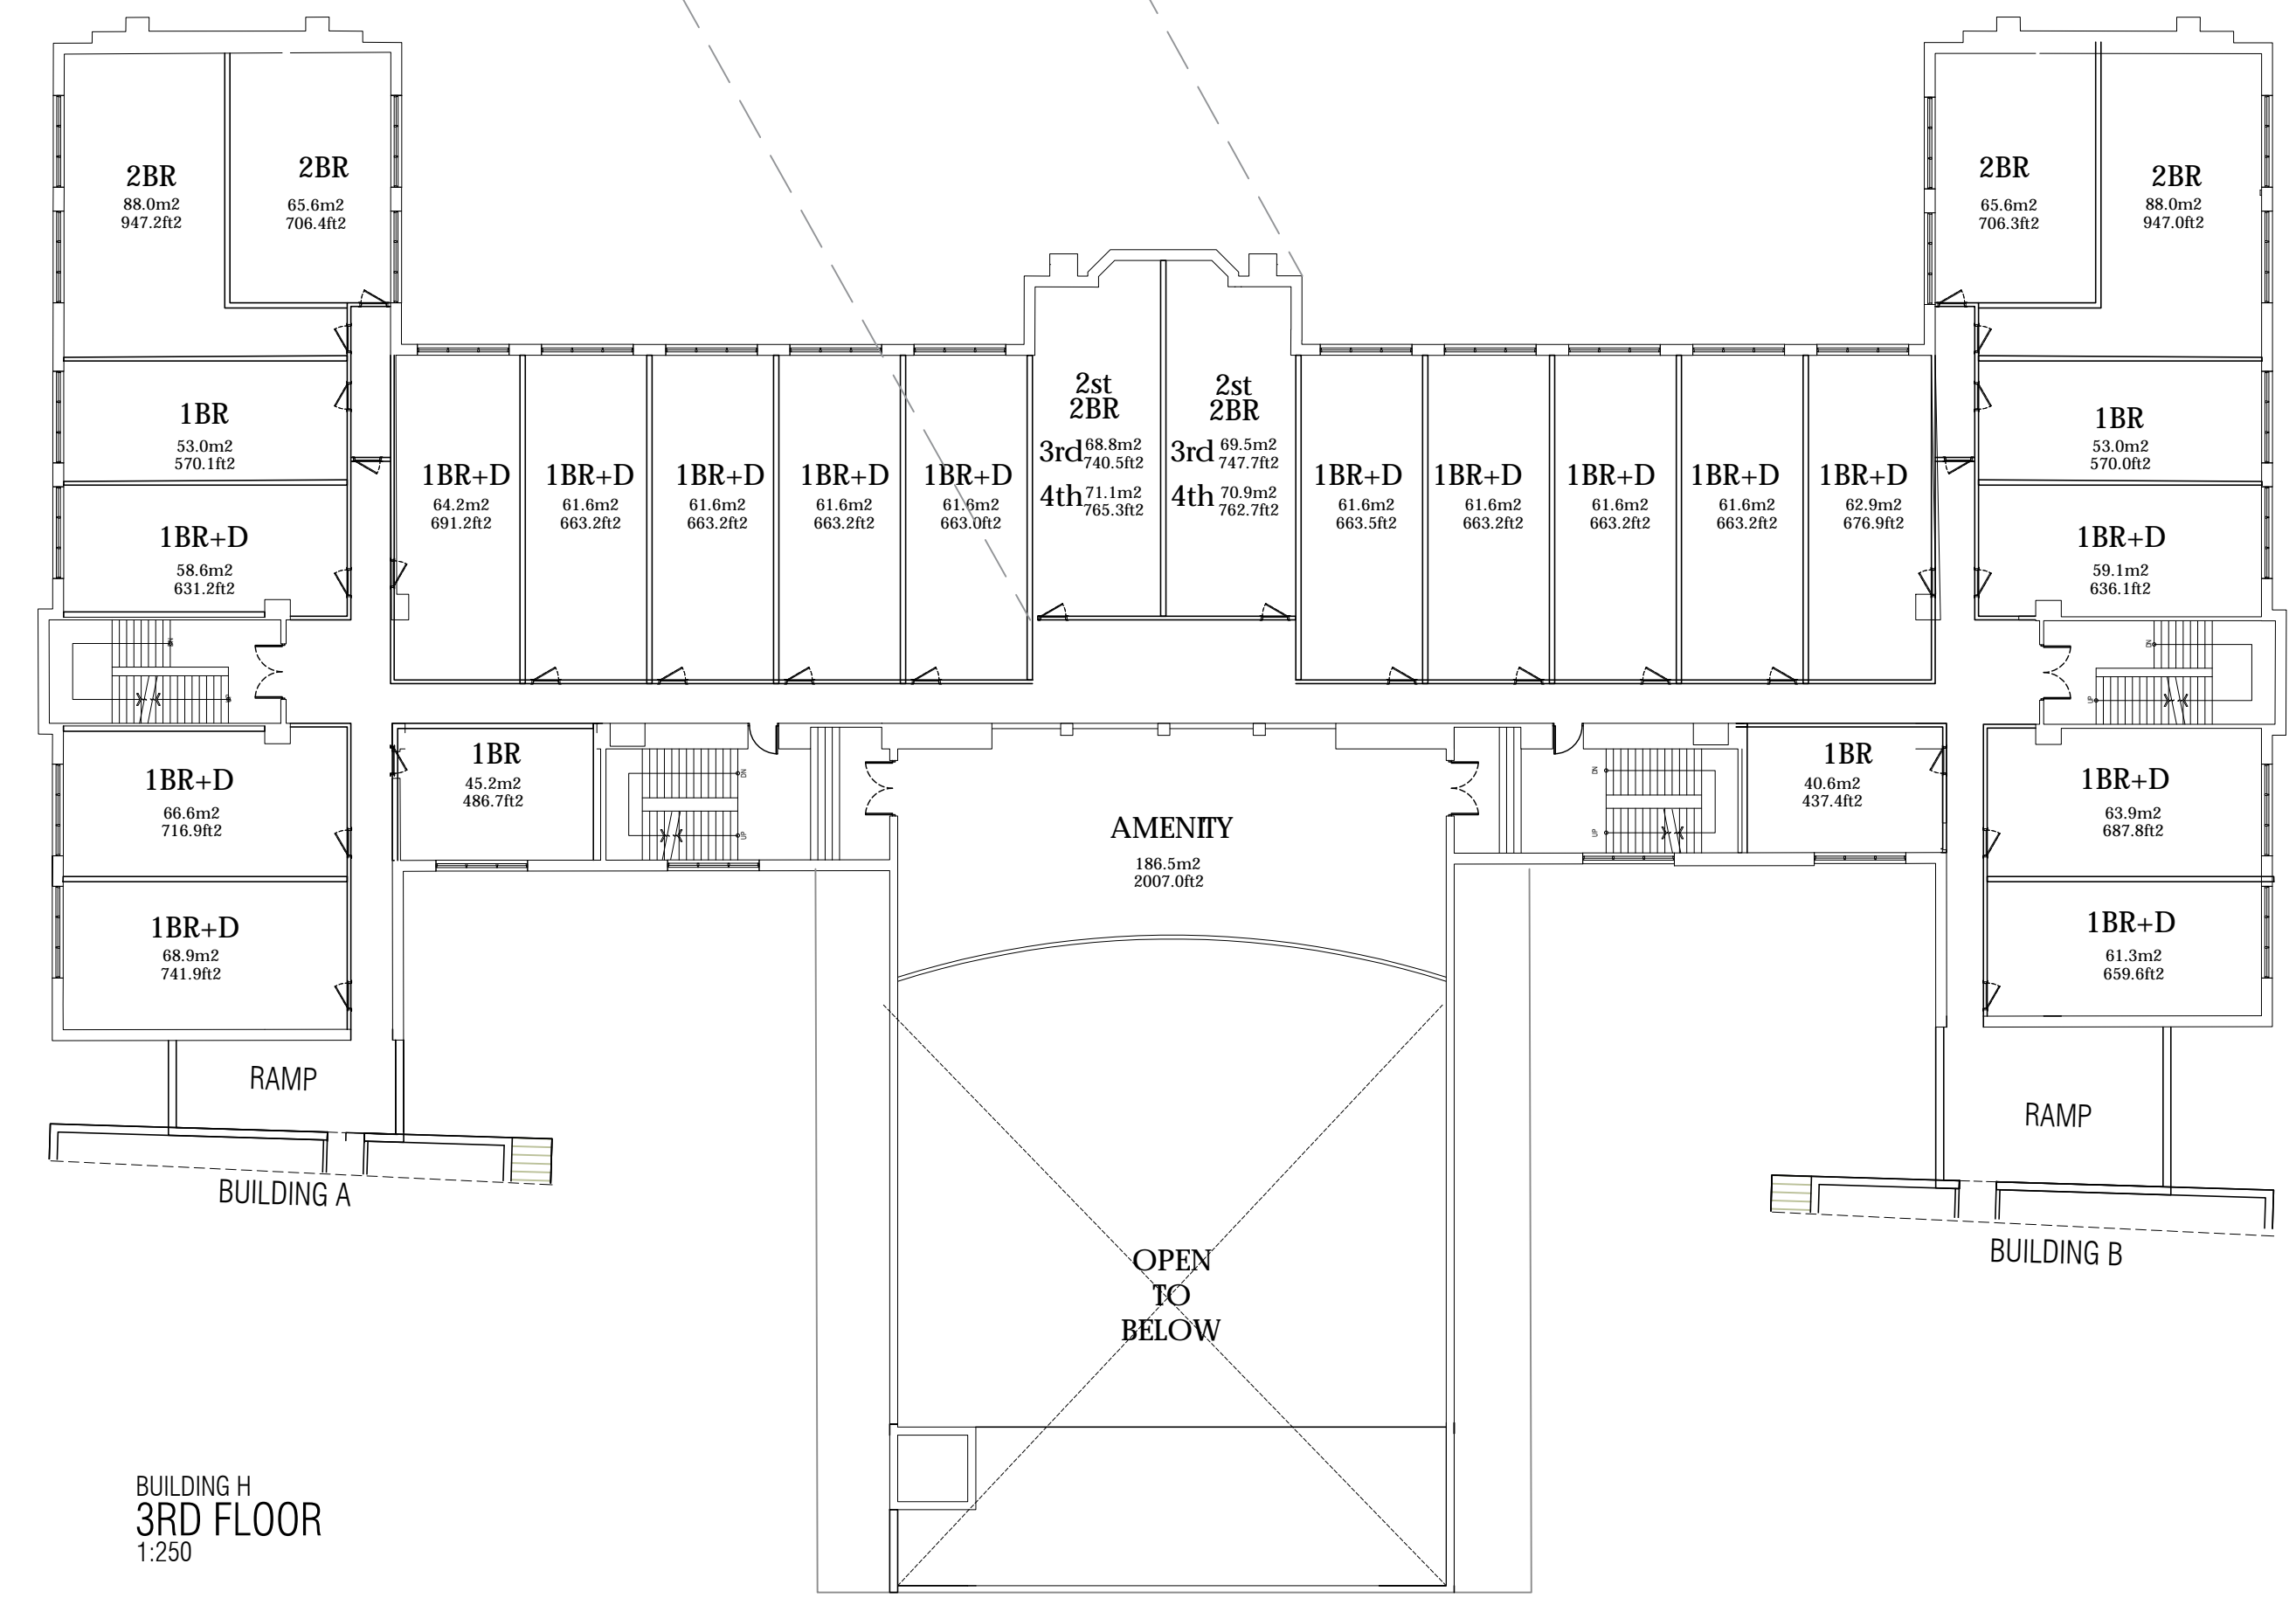 2BR
88.0m2
947.2ft2
2BR
65.6m2
706.4ft2
2BR
65.6m2
706.3ft2
2BR
88.0m2
947.0ft2
1BR
53.0m2
570.1ft2
1BR+D
58.6m2
631.2ft2
1BR+D
64.2m2
691.2ft2
1BR+D
61.6m2
663.2ft2
1BR+D
61.6m2
663.2ft2
1BR+D
61.6m2
663.2ft2
1BR+D
61.6m2
663.0ft2
2st
2BR
3rd 68.8m2
740.5ft2
4th 71.1m2
765.3ft2
2st
2BR
3rd 69.5m2
747.7ft2
4th 70.9m2
762.7ft2
1BR+D
61.6m2
663.5ft2
1BR+D
61.6m2
663.2ft2
1BR+D
61.6m2
663.2ft2
1BR+D
61.6m2
663.2ft2
1BR+D
62.9m2
676.9ft2
1BR
53.0m2
570.0ft2
1BR+D
59.1m2
636.1ft2
DN
UP
DN
UP
1BR+D
66.6m2
716.9ft2
1BR
45.2m2
486.7ft2
DN
UP
AMENITY
186.5m2
2007.0ft2
DN
UP
1BR
40.6m2
437.4ft2
1BR+D
63.9m2
687.8ft2
1BR+D
68.9m2
741.9ft2
1BR+D
61.3m2
659.6ft2
RAMP
RAMP
BUILDING A
BUILDING B
OPEN
TO
BELOW
BUILDING H
3RD FLOOR
1:250